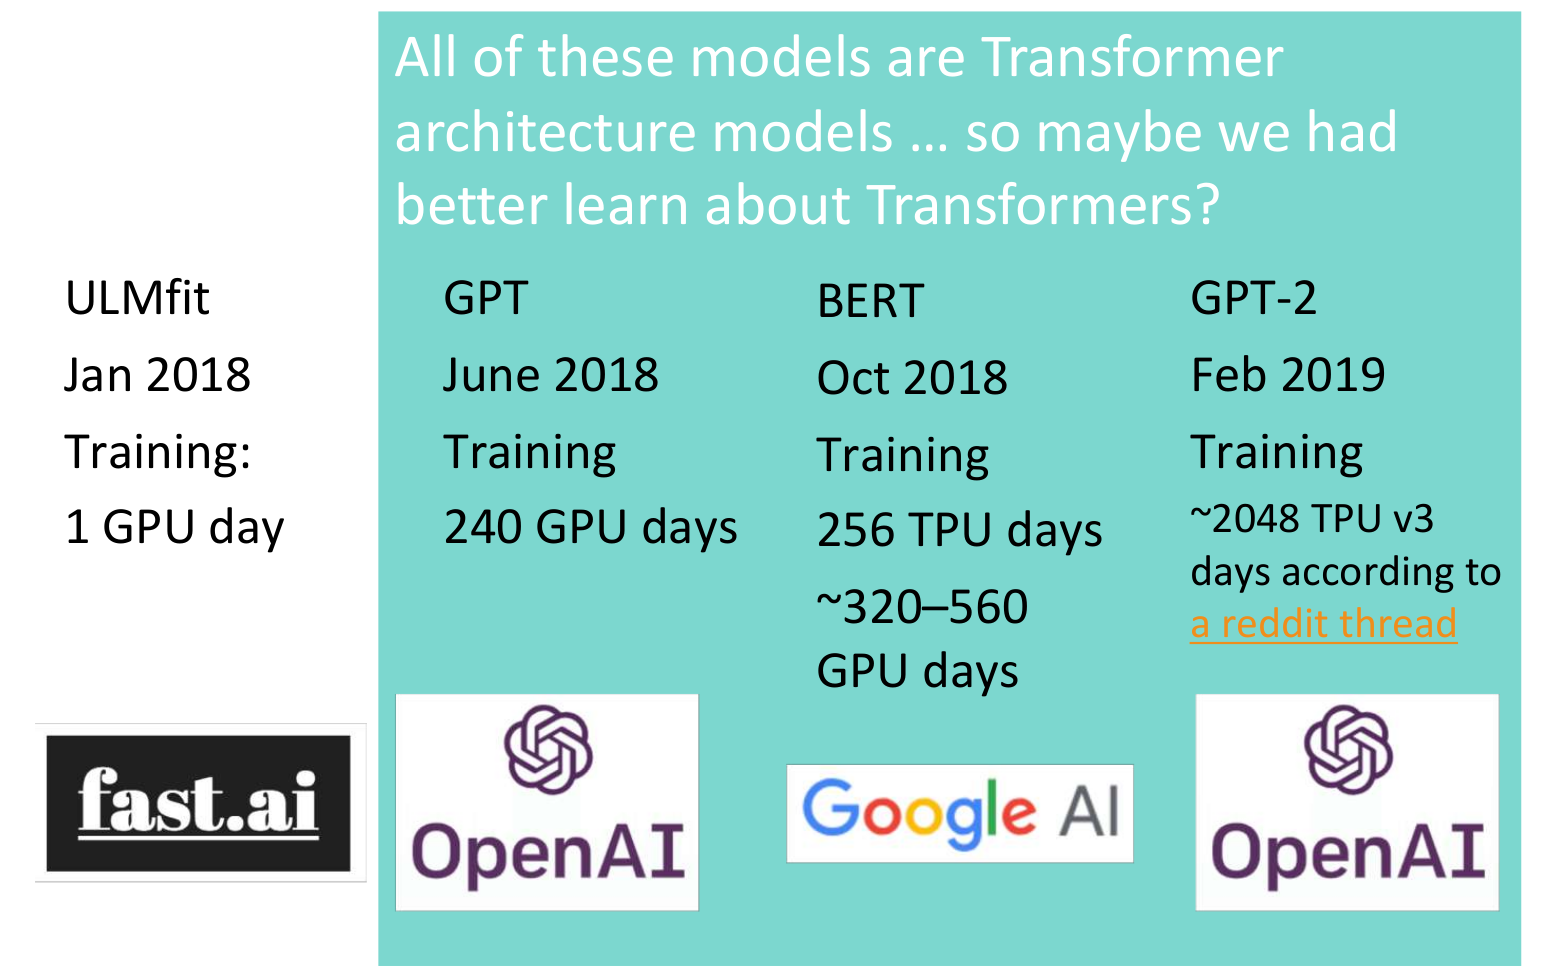 All of these models are Transformer
architecture models … so maybe we had
better learn about Transformers?
ULMfit
Jan 2018
Training:
1 GPU day
fast.ai
GPT
June 2018
Training
240 GPU days
OpenAI
BERT
Oct 2018
Training
256 TPU days
~320–560
GPU days
Google AI
GPT-2
Feb 2019
Training
~2048 TPU v3
days according to
a reddit thread
OpenAI